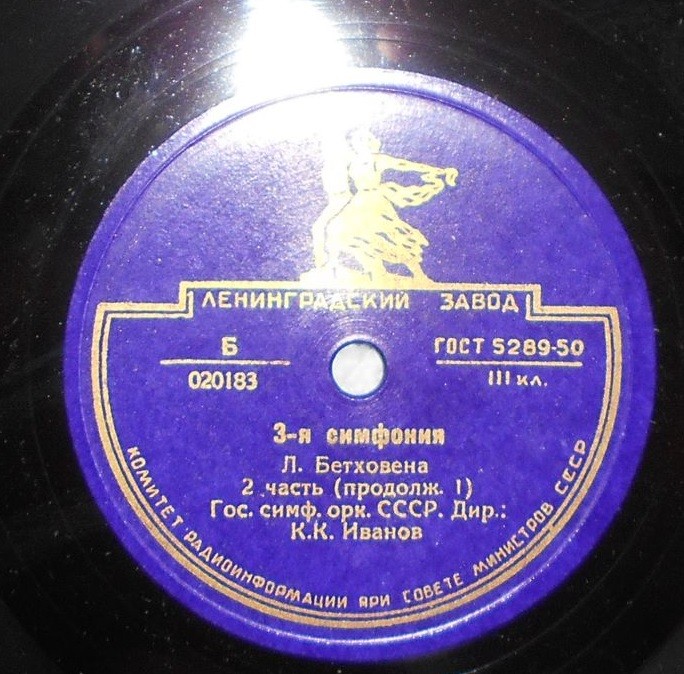 ЛЕНИНГРАДСКИЙ ЗАВОД
Б
020183
ГОСТ 5289-50
III кл.
3-я симфония
Л. Бетховена
2 часть (продолж. I)
Гос. симф. орк. СССР. Дир.:
К.К. Иванов
КОМИТЕТ РАДИОИНФОРМАЦИИ ПРИ СОВЕТЕ МИНИСТРОВ СССР